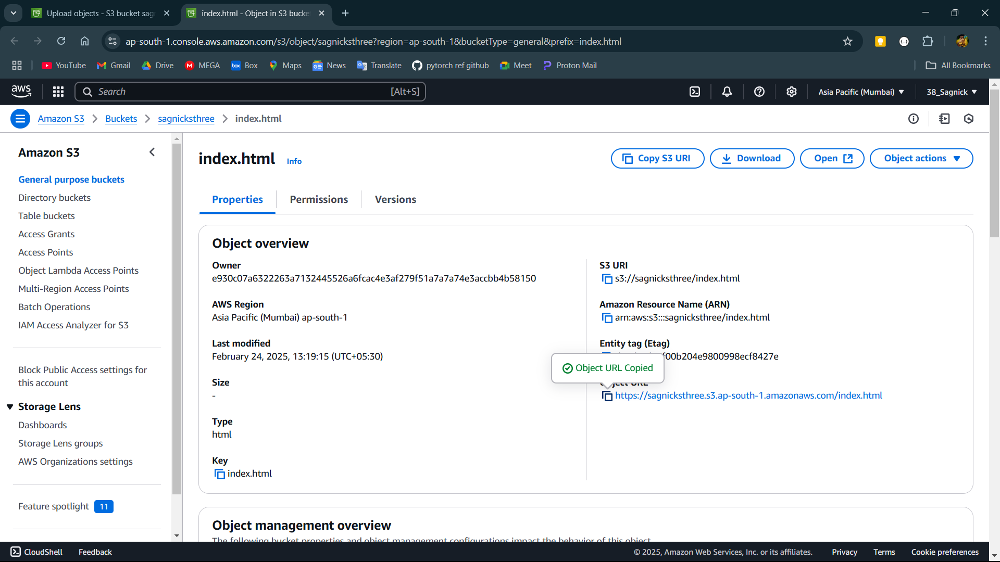 Upload objects - S3 bucket sag
index.html - Object in S3 bucke
ap-south-1.console.aws.amazon.com/s3/object/sagnicksthree?region=ap-south-1&bucketType=general&prefix=index.html
YouTube Gmail Drive MEGA Box Maps News Translate pytorch ref github Meet Proton Mail All Bookmarks
aws Search [Alt+S] Asia Pacific (Mumbai) 38_Sagnick
Amazon S3 Buckets sagnicksthree index.html
Amazon S3
General purpose buckets
Directory buckets
Table buckets
Access Grants
Access Points
Object Lambda Access Points
Multi-Region Access Points
Batch Operations
IAM Access Analyzer for S3
Block Public Access settings for
this account
Storage Lens
Dashboards
Storage Lens groups
AWS Organizations settings
Feature spotlight 11
index.html Info
Copy S3 URI Download Open Object actions
Properties Permissions Versions
Object overview
Owner
e930c07a6322263a7132445526a6fcac4e3af279f51a7a7a74e3accbb4b58150
AWS Region
Asia Pacific (Mumbai) ap-south-1
Last modified
February 24, 2025, 13:19:15 (UTC+05:30)
Size
-
Type
html
Key
index.html
S3 URI
s3://sagnicksthree/index.html
Amazon Resource Name (ARN)
arn:aws:s3:::sagnicksthree/index.html
Entity tag (Etag)
f00b204e9800998ecf8427e
Object URL Copied
Object URL
https://sagnicksthree.s3.ap-south-1.amazonaws.com/index.html
Object management overview
The following bucket properties and object management configurations impact the behavior of this object.
CloudShell Feedback © 2025, Amazon Web Services, Inc. or its affiliates. Privacy Terms Cookie preferences